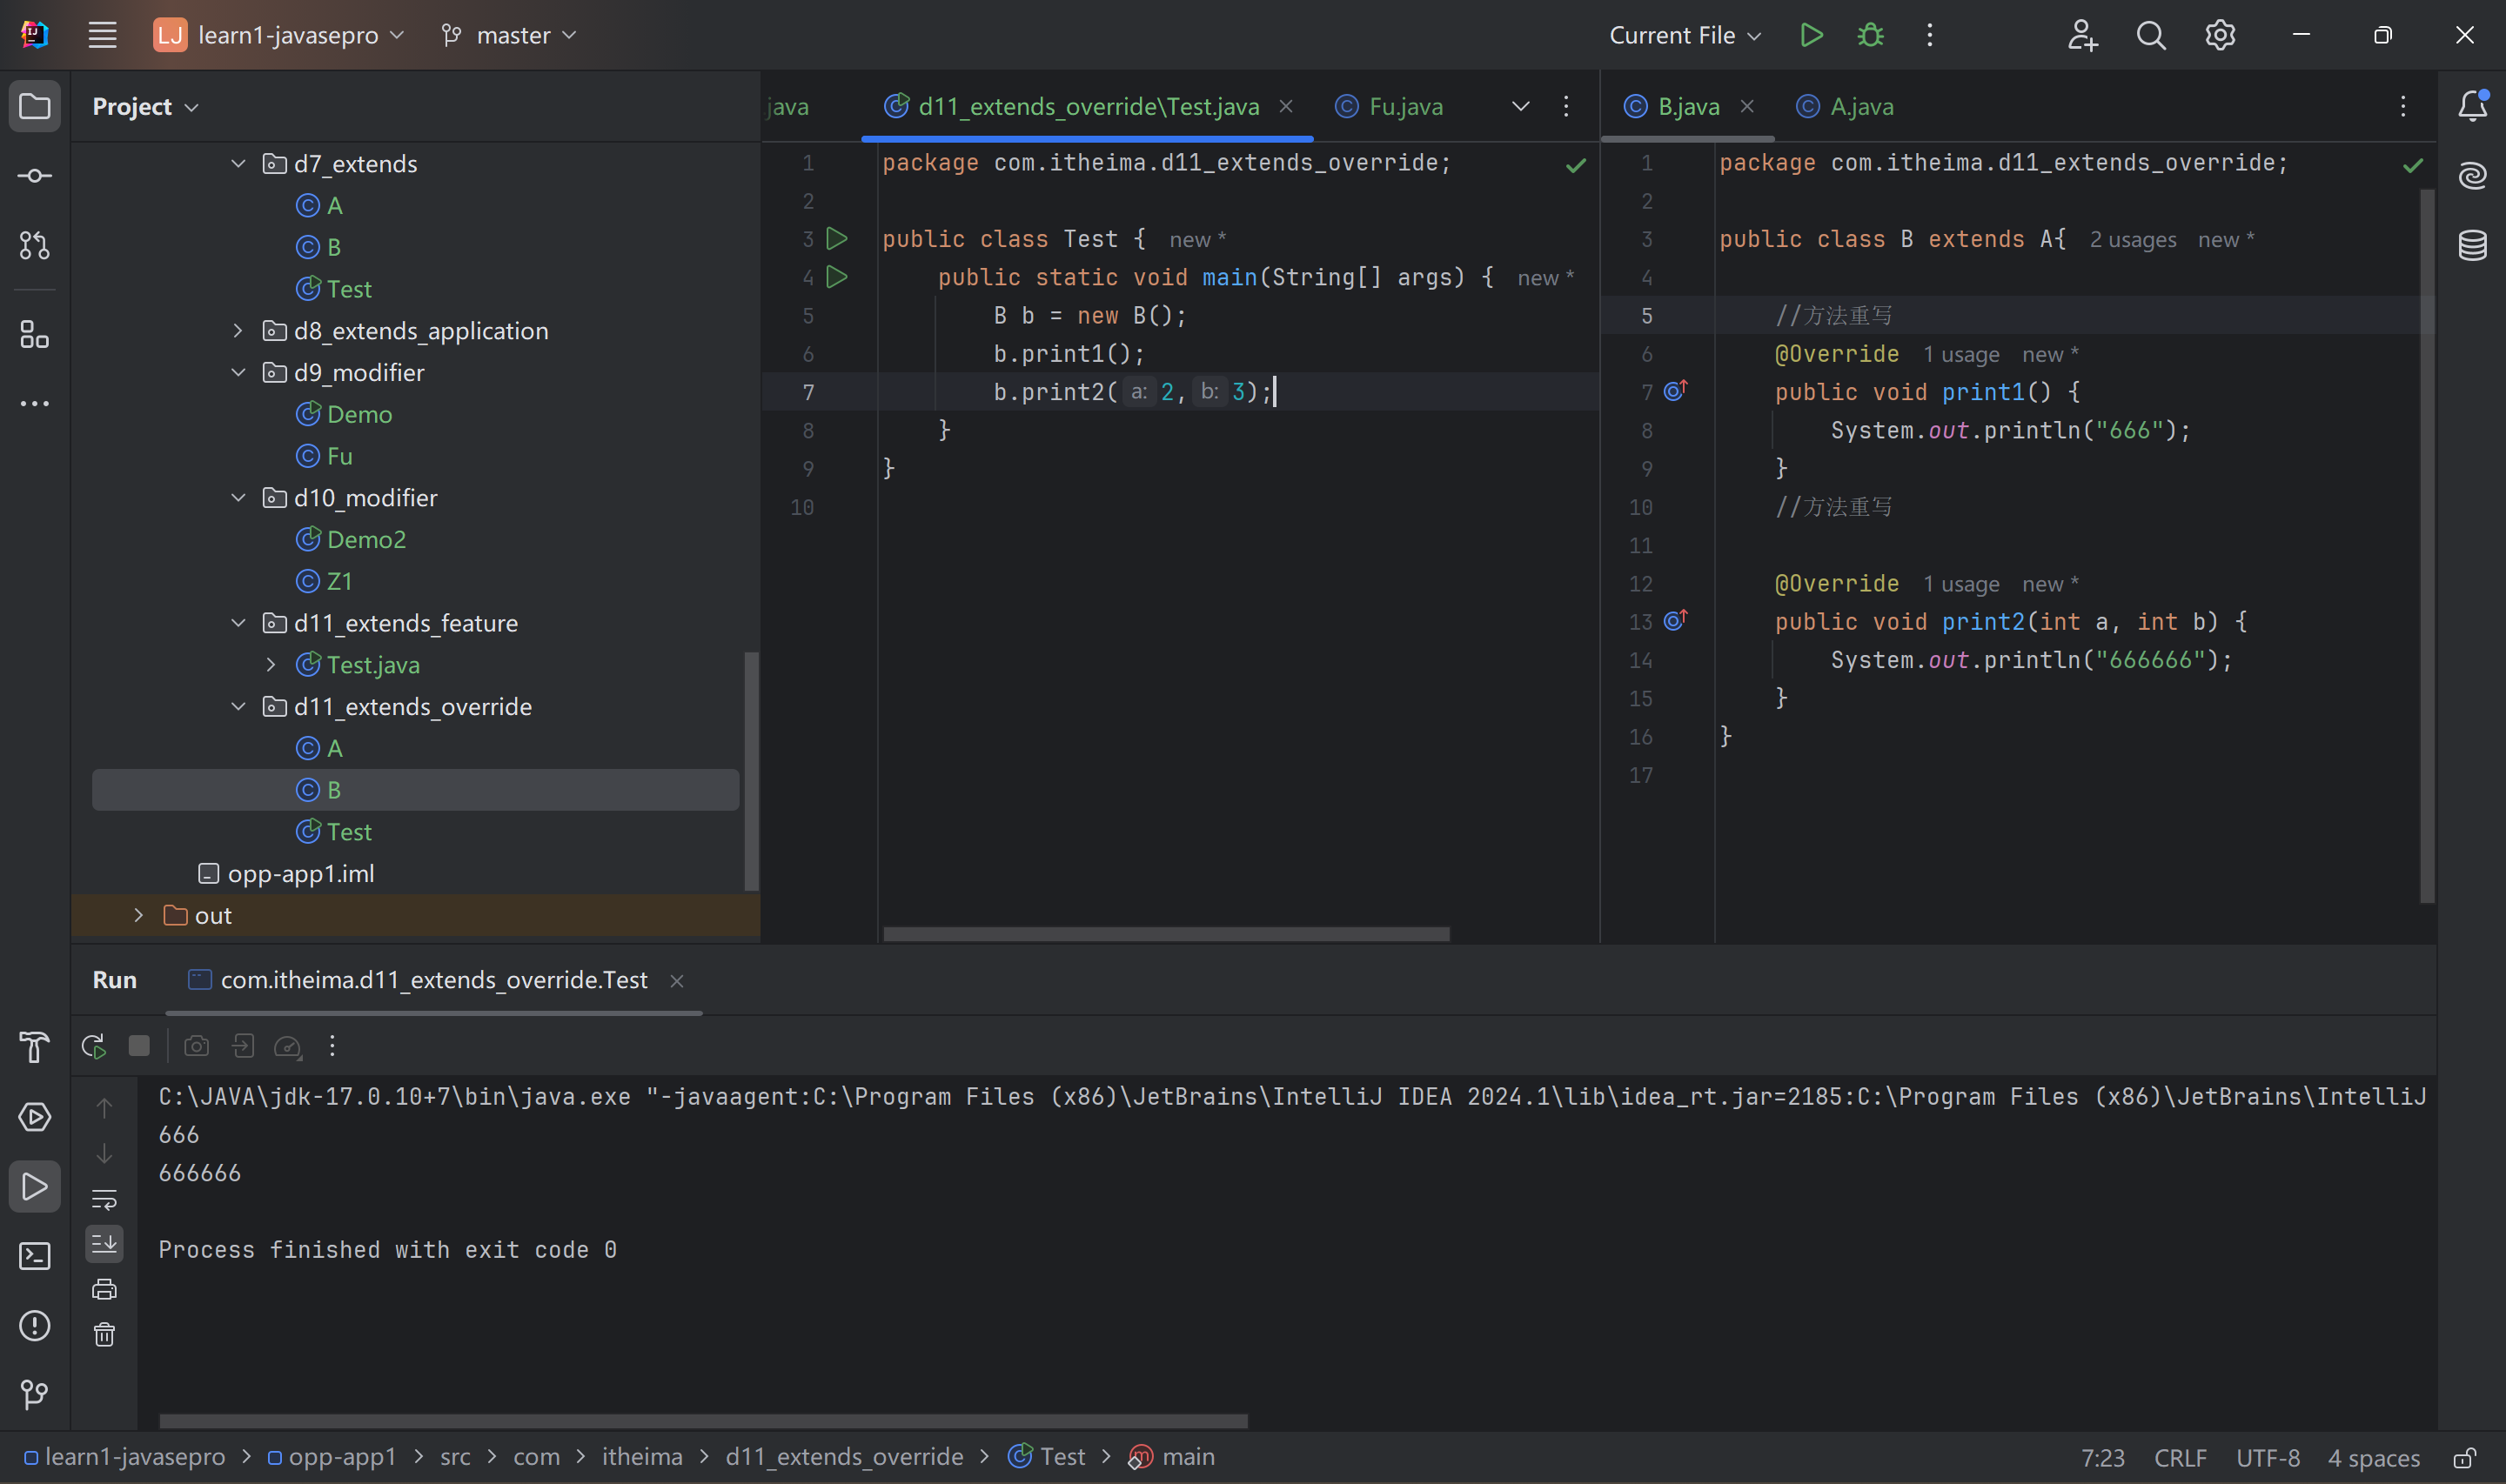 LJ learn1-javasepro master Current File
Project
d7_extends
A
B
Test
d8_extends_application
d9_modifier
Demo
Fu
d10_modifier
Demo2
Z1
d11_extends_feature
Test.java
d11_extends_override
A
B
Test
opp-app1.iml
out
java d11_extends_override\Test.java Fu.java
1 package com.itheima.d11_extends_override;
2
3 public class Test { new *
4 public static void main(String[] args) { new *
5 B b = new B();
6 b.print1();
7 b.print2( a: 2, b: 3);
8 }
9 }
10
B.java A.java
1 package com.itheima.d11_extends_override;
2
3 public class B extends A{ 2 usages new *
4
5 //方法重写
6 @Override 1 usage new *
7 public void print1() {
8 System.out.println("666");
9 }
10 //方法重写
11
12 @Override 1 usage new *
13 public void print2(int a, int b) {
14 System.out.println("666666");
15 }
16 }
17
Run com.itheima.d11_extends_override.Test
C:\JAVA\jdk-17.0.10+7\bin\java.exe "-javaagent:C:\Program Files (x86)\JetBrains\IntelliJ IDEA 2024.1\lib\idea_rt.jar=2185:C:\Program Files (x86)\JetBrains\IntelliJ
666
666666
Process finished with exit code 0
learn1-javasepro > opp-app1 > src > com > itheima > d11_extends_override > Test > main 7:23 CRLF UTF-8 4 spaces